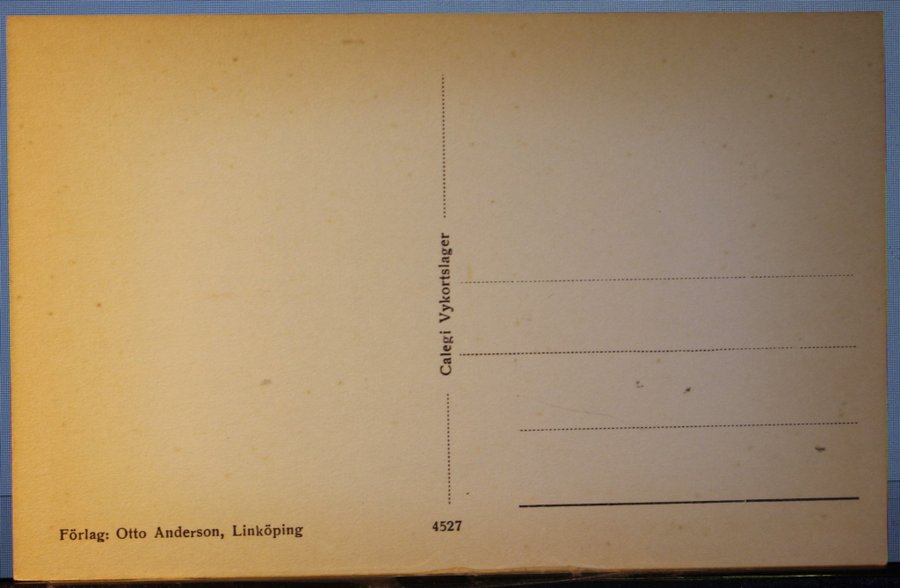 Calegi Vykortslager
Förlag: Otto Anderson, Linköping
4527